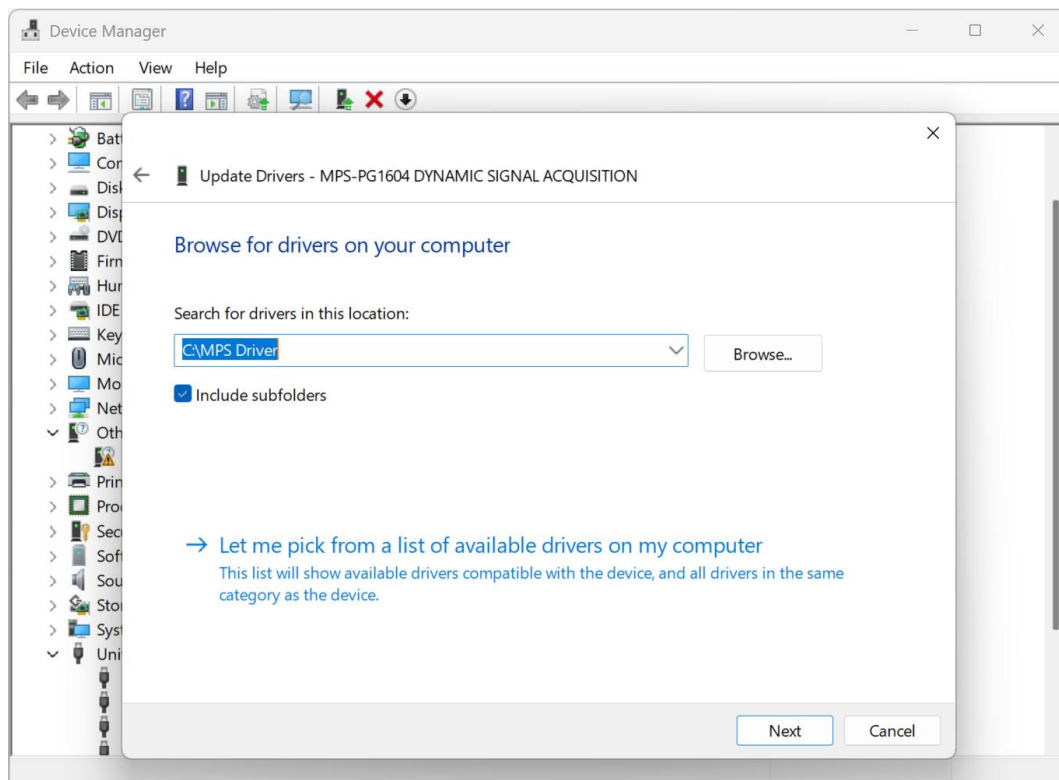 Device Manager
File Action View Help
Update Drivers - MPS-PG1604 DYNAMIC SIGNAL ACQUISITION
Browse for drivers on your computer
Search for drivers in this location:
C:\MPS Driver
Browse...
Include subfolders
Let me pick from a list of available drivers on my computer
This list will show available drivers compatible with the device, and all drivers in the same
category as the device.
Next Cancel